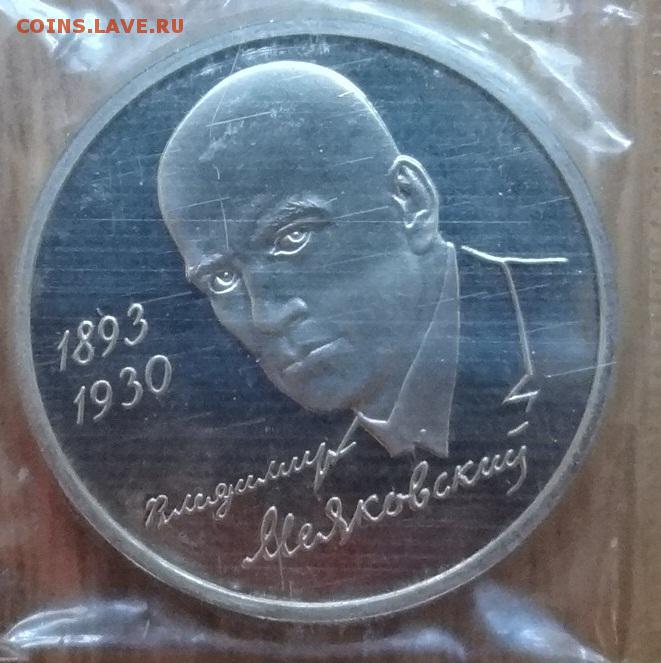 COINS.LAVE.RU
1893
1930
Владимир
Маяковский